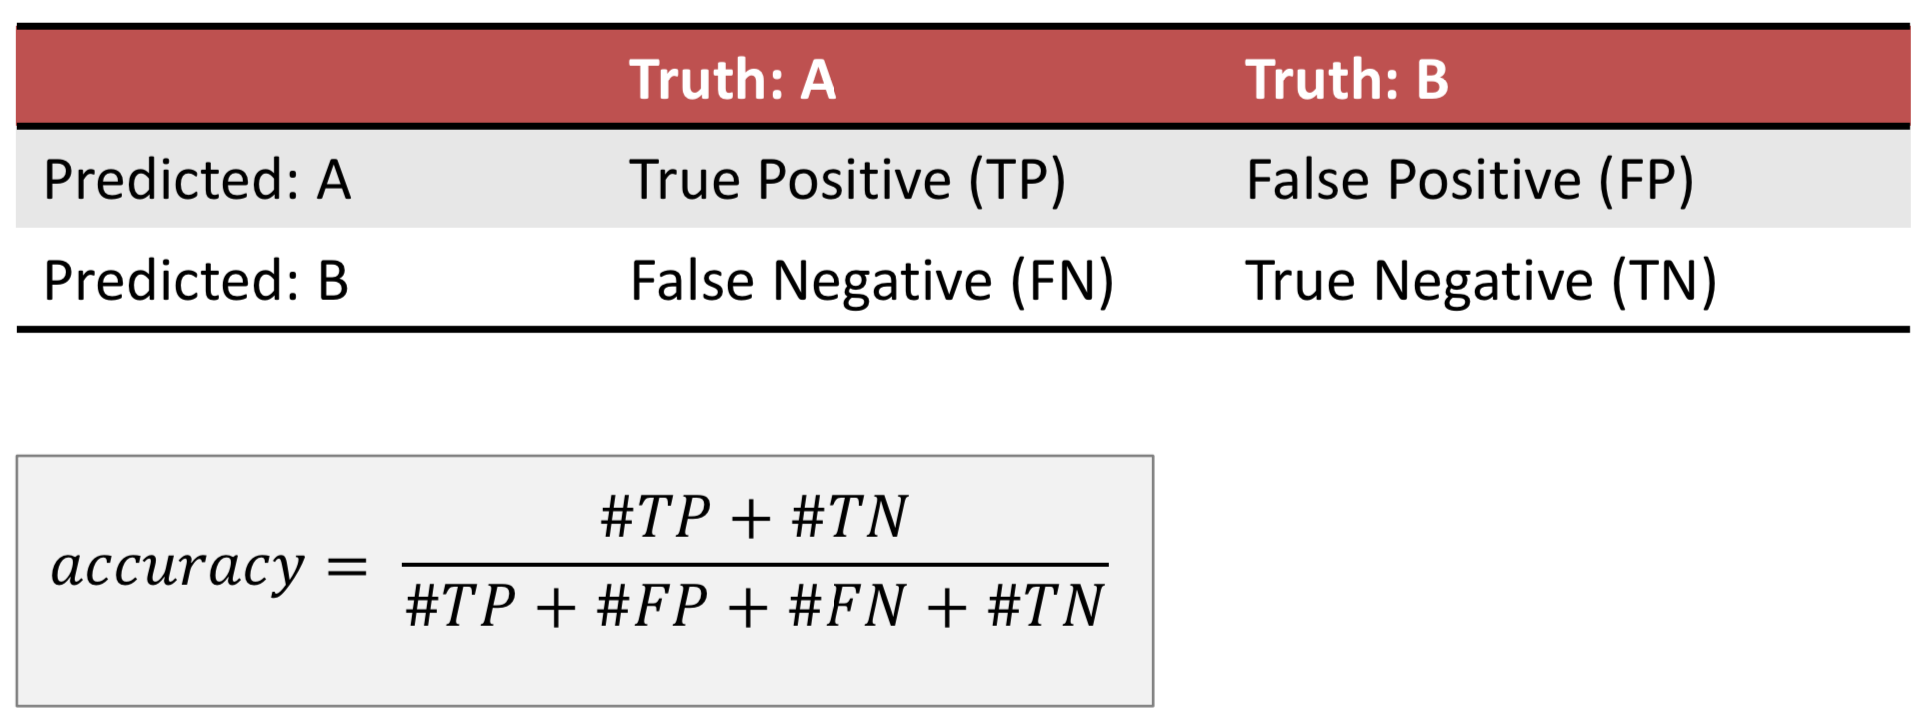 Truth: A Truth: B
Predicted: A True Positive (TP) False Positive (FP)
Predicted: B False Negative (FN) True Negative (TN)
#TP + #TN
accuracy =
#TP + #FP + #FN + #TN